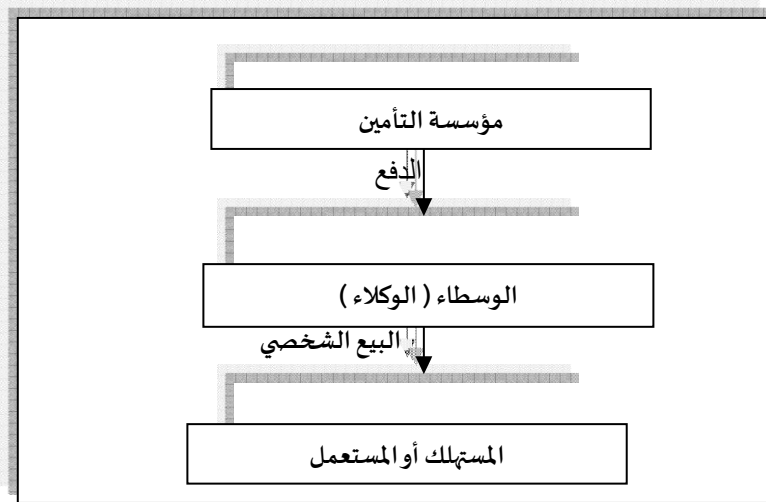 مؤسسة التأمين
الدفع
الوسطاء ( الوكلاء )
البيع الشخصي
المستهلك أو المستعمل